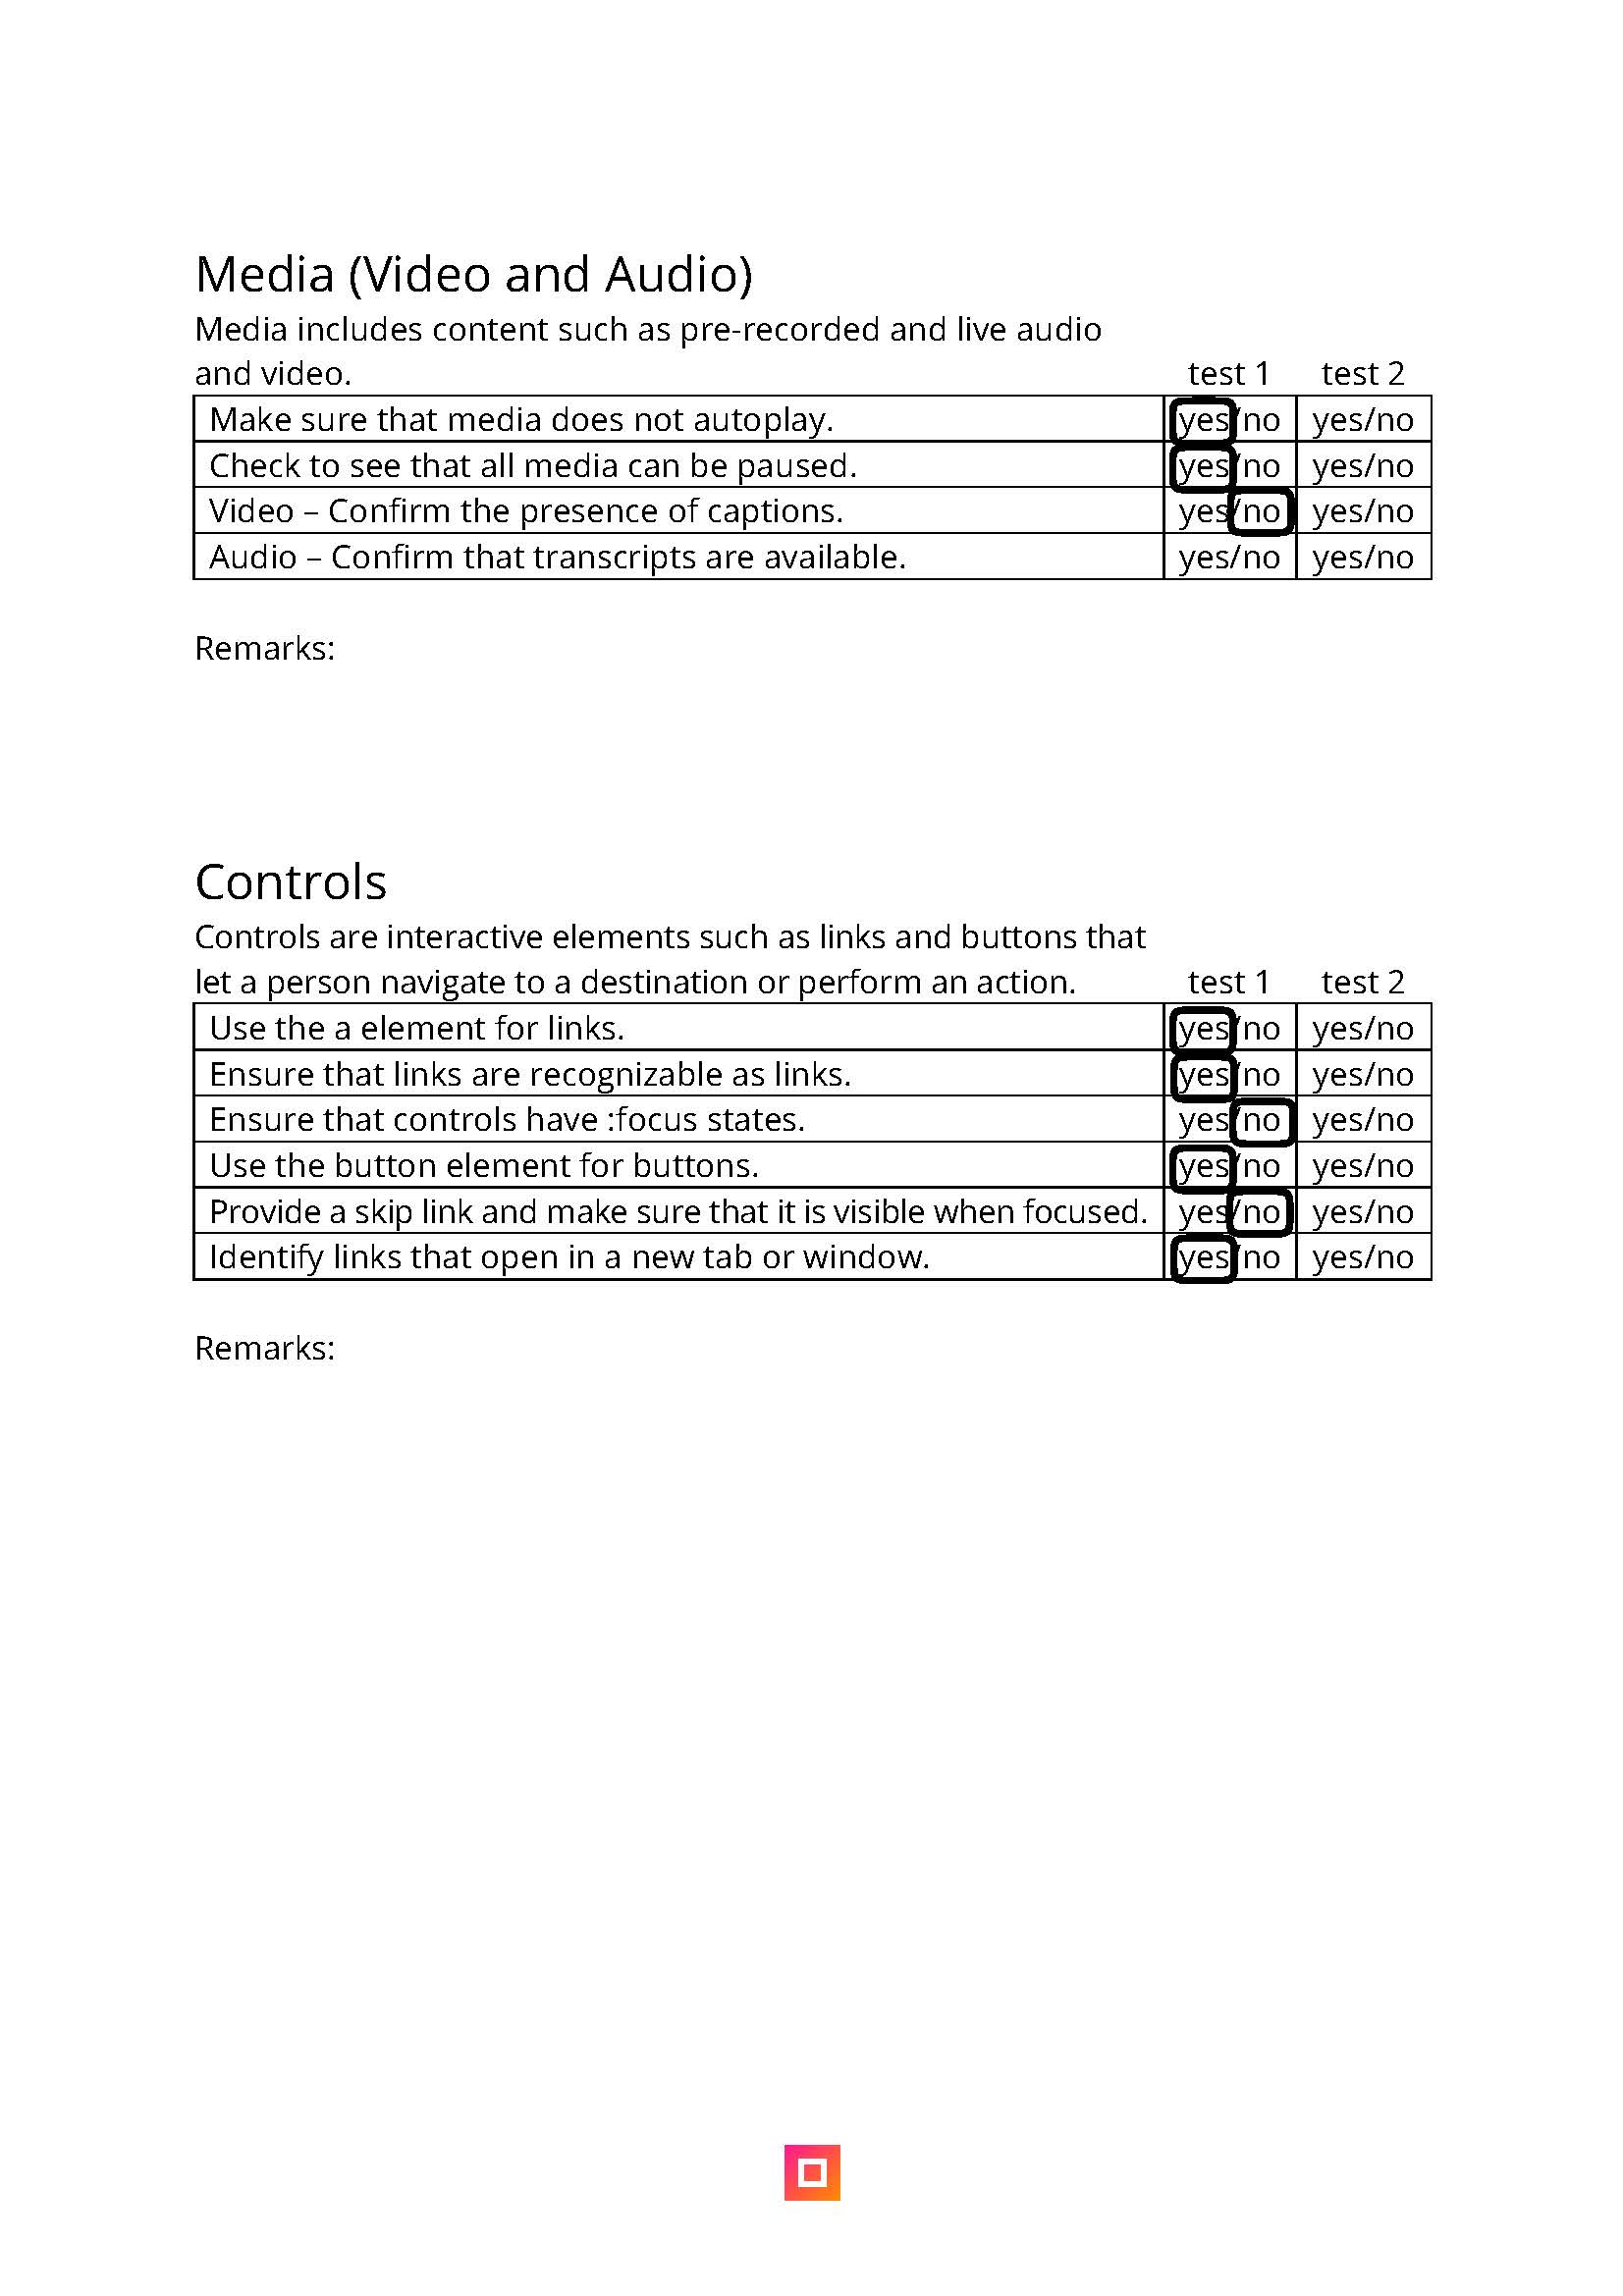 Media (Video and Audio)
Media includes content such as pre-recorded and live audio
and video. test 1 test 2
Make sure that media does not autoplay. yes/no yes/no
Check to see that all media can be paused. yes/no yes/no
Video – Confirm the presence of captions. yes/no yes/no
Audio – Confirm that transcripts are available. yes/no yes/no
Remarks:
Controls
Controls are interactive elements such as links and buttons that
let a person navigate to a destination or perform an action. test 1 test 2
Use the a element for links. yes/no yes/no
Ensure that links are recognizable as links. yes/no yes/no
Ensure that controls have :focus states. yes/no yes/no
Use the button element for buttons. yes/no yes/no
Provide a skip link and make sure that it is visible when focused. yes/no yes/no
Identify links that open in a new tab or window. yes/no yes/no
Remarks: